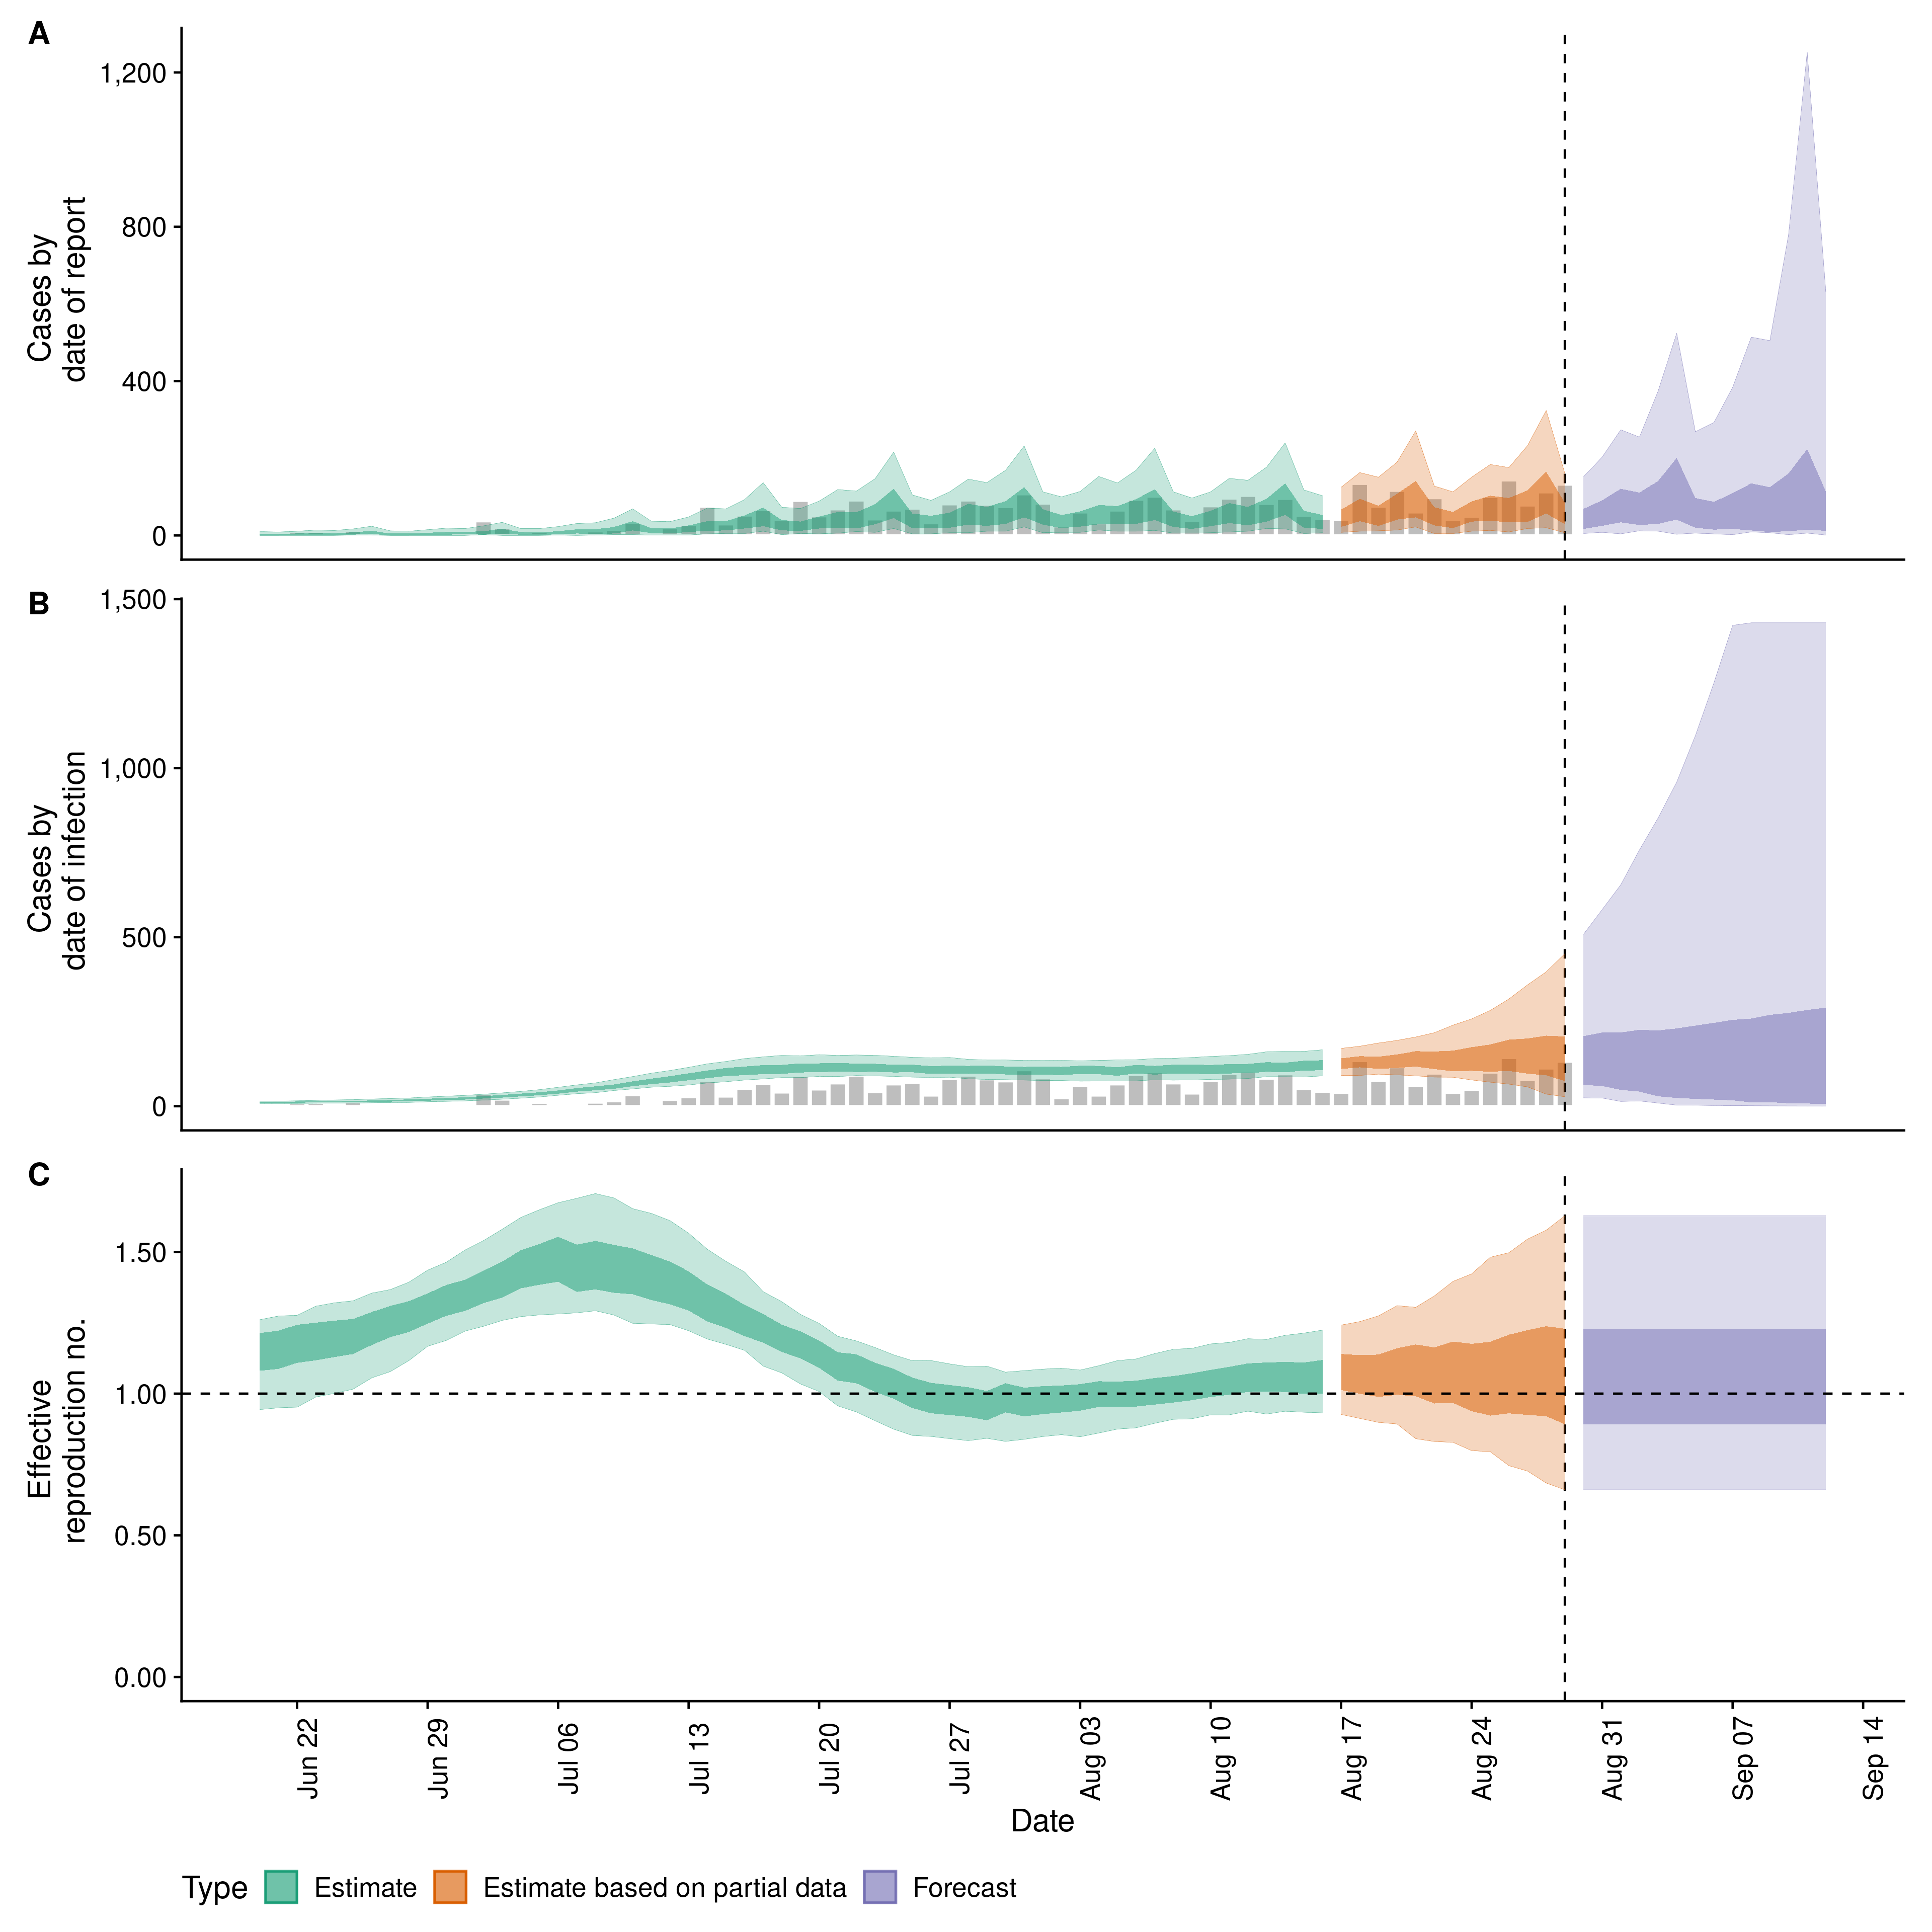 A
Cases by
date of report
1,200
800
400
0
B
Cases by
date of infection
1,500
1,000
500
0
C
Effective
reproduction no.
1.50
1.00
0.50
0.00
Jun 22
Jun 29
Jul 06
Jul 13
Jul 20
Jul 27
Aug 03
Aug 10
Aug 17
Aug 24
Aug 31
Sep 07
Sep 14
Date
Type
Estimate
Estimate based on partial data
Forecast